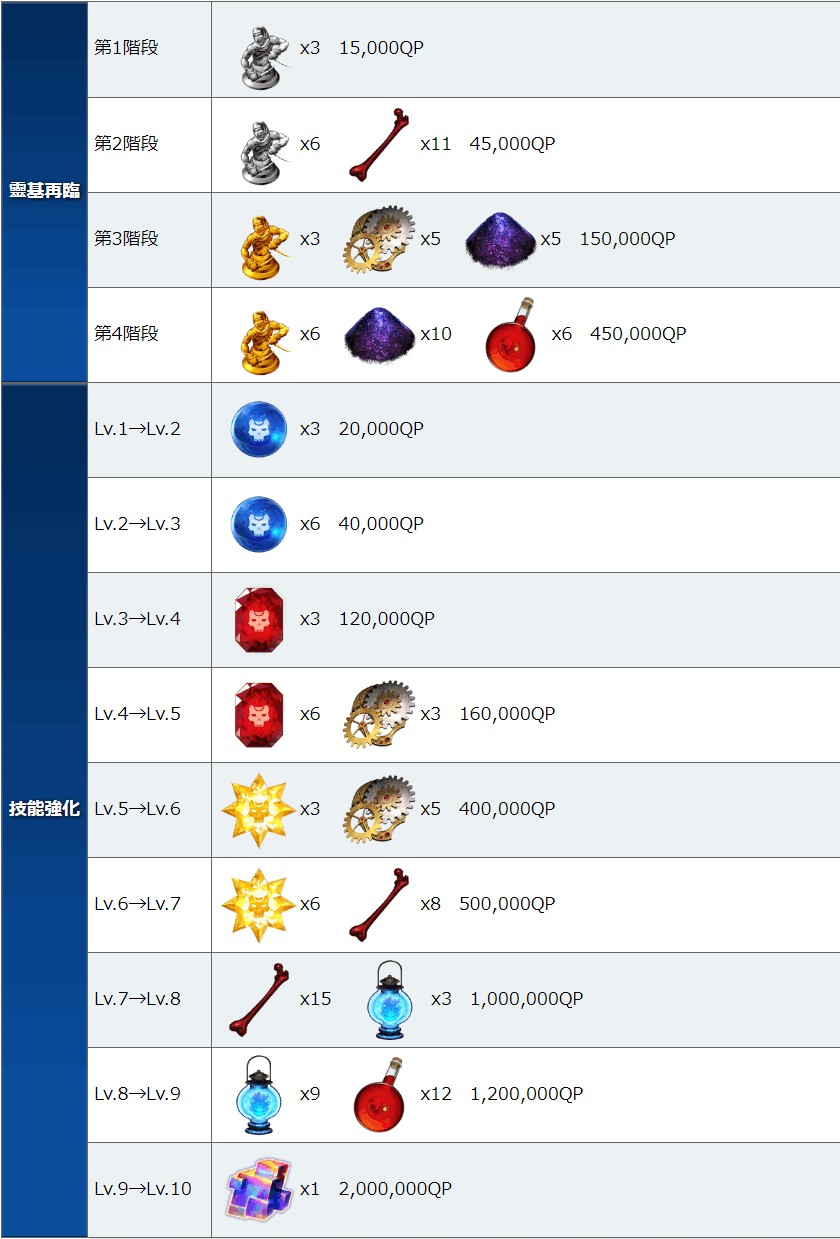 靈基再臨
第1階段 x3 15,000QP
第2階段 x6 x11 45,000QP
第3階段 x3 x5 x5 150,000QP
第4階段 x6 x10 x6 450,000QP
技能強化
Lv.1→Lv.2 x3 20,000QP
Lv.2→Lv.3 x6 40,000QP
Lv.3→Lv.4 x3 120,000QP
Lv.4→Lv.5 x6 x3 160,000QP
Lv.5→Lv.6 x3 x5 400,000QP
Lv.6→Lv.7 x6 x8 500,000QP
Lv.7→Lv.8 x15 x3 1,000,000QP
Lv.8→Lv.9 x9 x12 1,200,000QP
Lv.9→Lv.10 x1 2,000,000QP